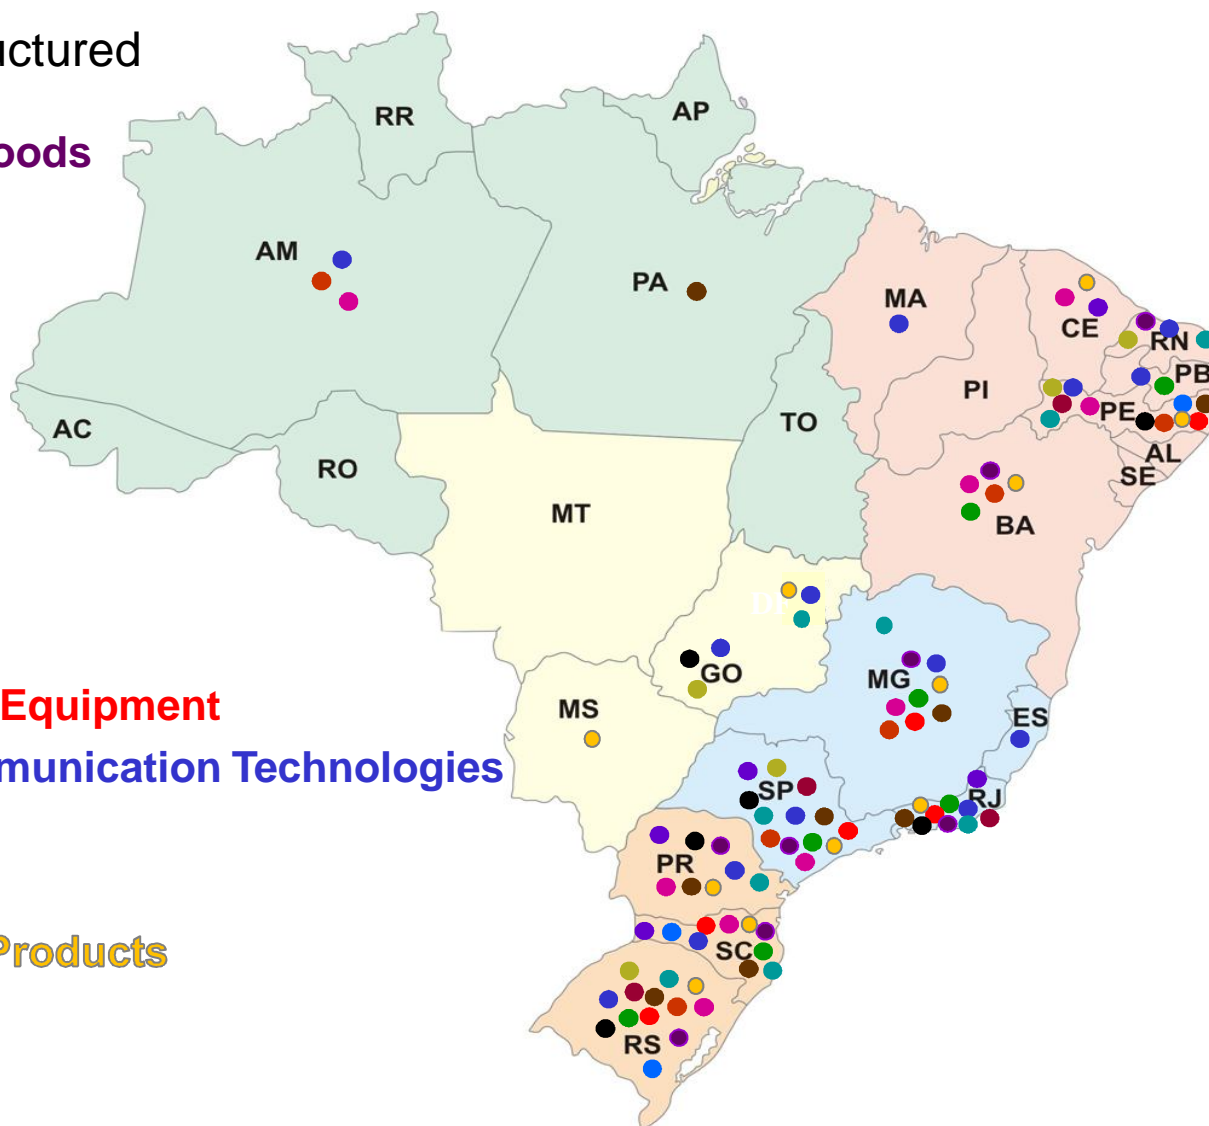 uctured
oods
Equipment
munication Technologies
Products
RR
AP
AM
PA
MA
CE
RN
PB
PI
PE
AC
TO
AL
SE
RO
MT
BA
DF
GO
MG
MS
ES
SP
RJ
PR
SC
RS